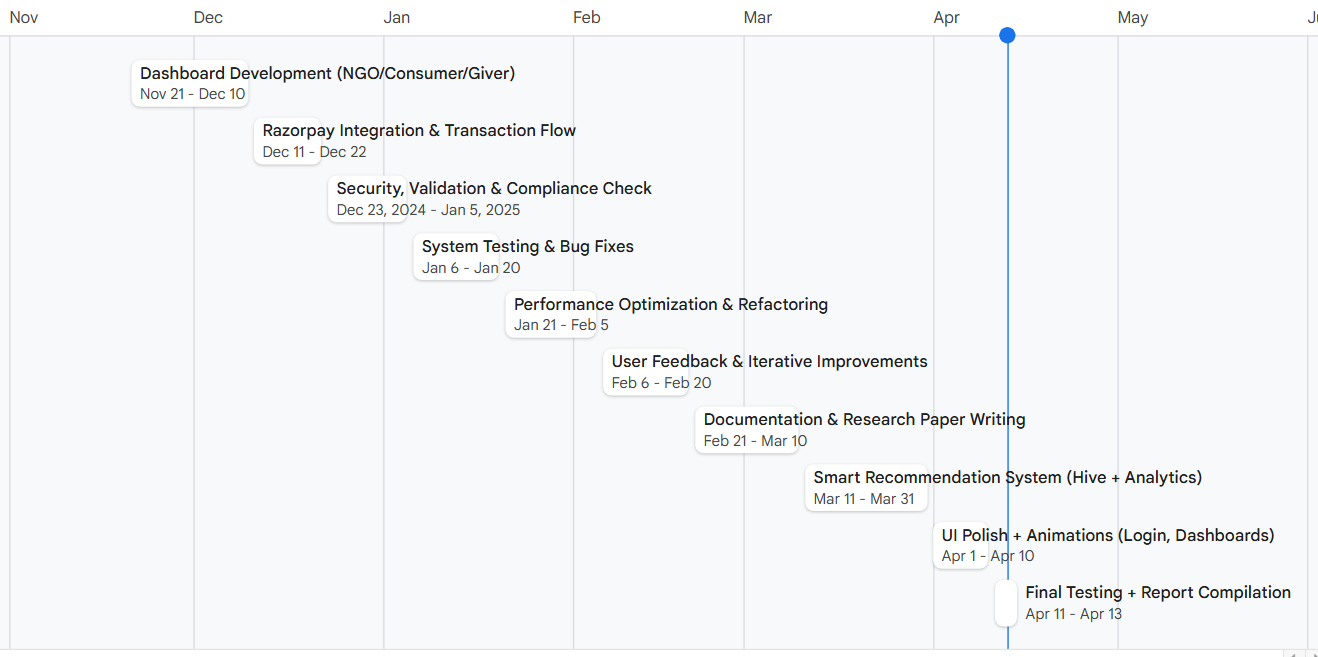 Nov Dec Jan Feb Mar Apr May
Dashboard Development (NGO/Consumer/Giver)
Nov 21 - Dec 10
Razorpay Integration & Transaction Flow
Dec 11 - Dec 22
Security, Validation & Compliance Check
Dec 23, 2024 - Jan 5, 2025
System Testing & Bug Fixes
Jan 6 - Jan 20
Performance Optimization & Refactoring
Jan 21 - Feb 5
User Feedback & Iterative Improvements
Feb 6 - Feb 20
Documentation & Research Paper Writing
Feb 21 - Mar 10
Smart Recommendation System (Hive + Analytics)
Mar 11 - Mar 31
UI Polish + Animations (Login, Dashboards)
Apr 1 - Apr 10
Final Testing + Report Compilation
Apr 11 - Apr 13